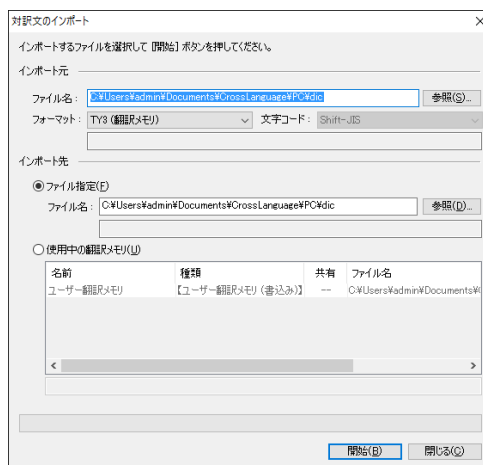 対訳文のインポート
インポートするファイルを選択して [開始] ボタンを押してください。
インポート元
ファイル名： C:¥Users¥admin¥Documents¥CrossLanguage¥PC¥dic 参照(S)...
フォーマット： TY3 (翻訳メモリ) 文字コード： Shift-JIS
インポート先
ファイル指定(F)
ファイル名： C:¥Users¥admin¥Documents¥CrossLanguage¥PC¥dic 参照(D)...
使用中の翻訳メモリ(U)
名前 種類 共有 ファイル名
ユーザー翻訳メモリ 【ユーザー翻訳メモリ (書込み)】 -- C:¥Users¥admin¥Documents¥
開始(B) 閉じる(C)